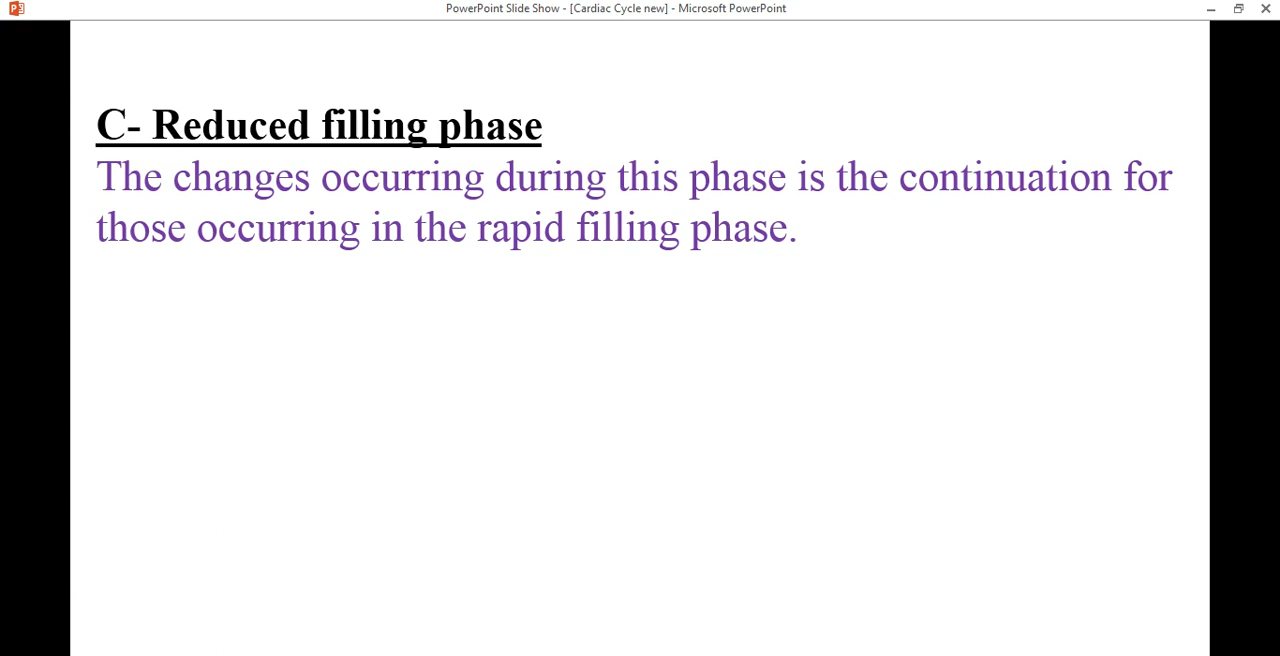 PowerPoint Slide Show - [Cardiac Cycle new] - Microsoft PowerPoint
C- Reduced filling phase
The changes occurring during this phase is the continuation for
those occurring in the rapid filling phase.